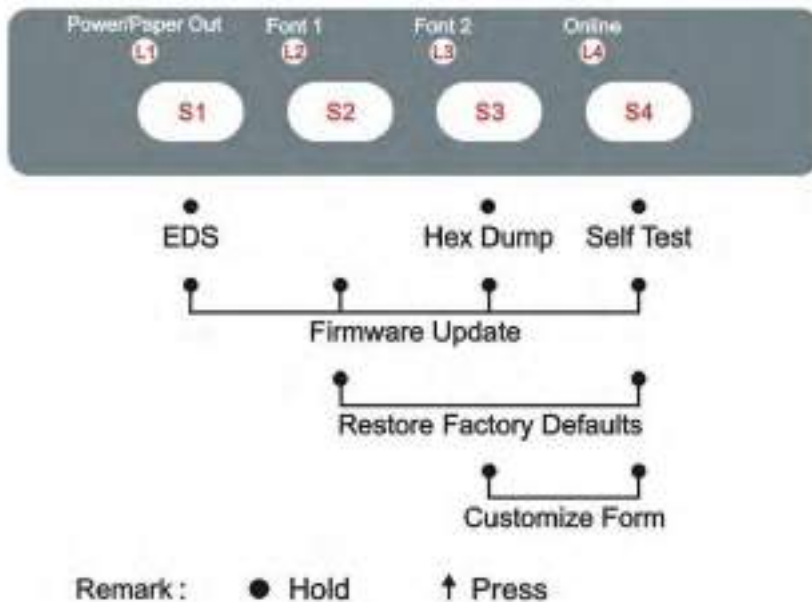 Power/Paper Out Font 1 Font 2 Online
L1 L2 L3 L4
S1 S2 S3 S4
EDS Hex Dump Self Test
Firmware Update
Restore Factory Defaults
Customize Form
Remark : ● Hold ↑ Press